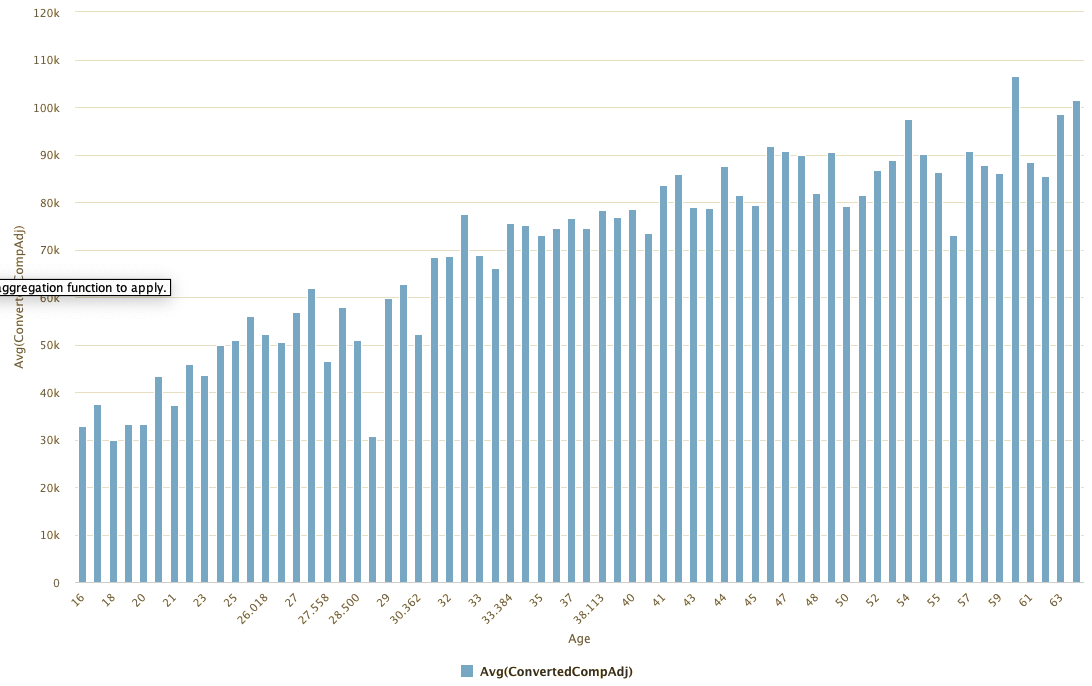 120k
110k
100k
90k
80k
70k
60k
50k
40k
30k
20k
10k
0
Avg(ConvertedCompAdj)
aggregation function to apply.
16 18 20 21 23 25 26.018 27 27.558 28.500 29 30.362 32 33 33.384 35 37 38.113 40 41 43 44 45 47 48 50 52 54 55 57 59 61 63
Age
Avg(ConvertedCompAdj)